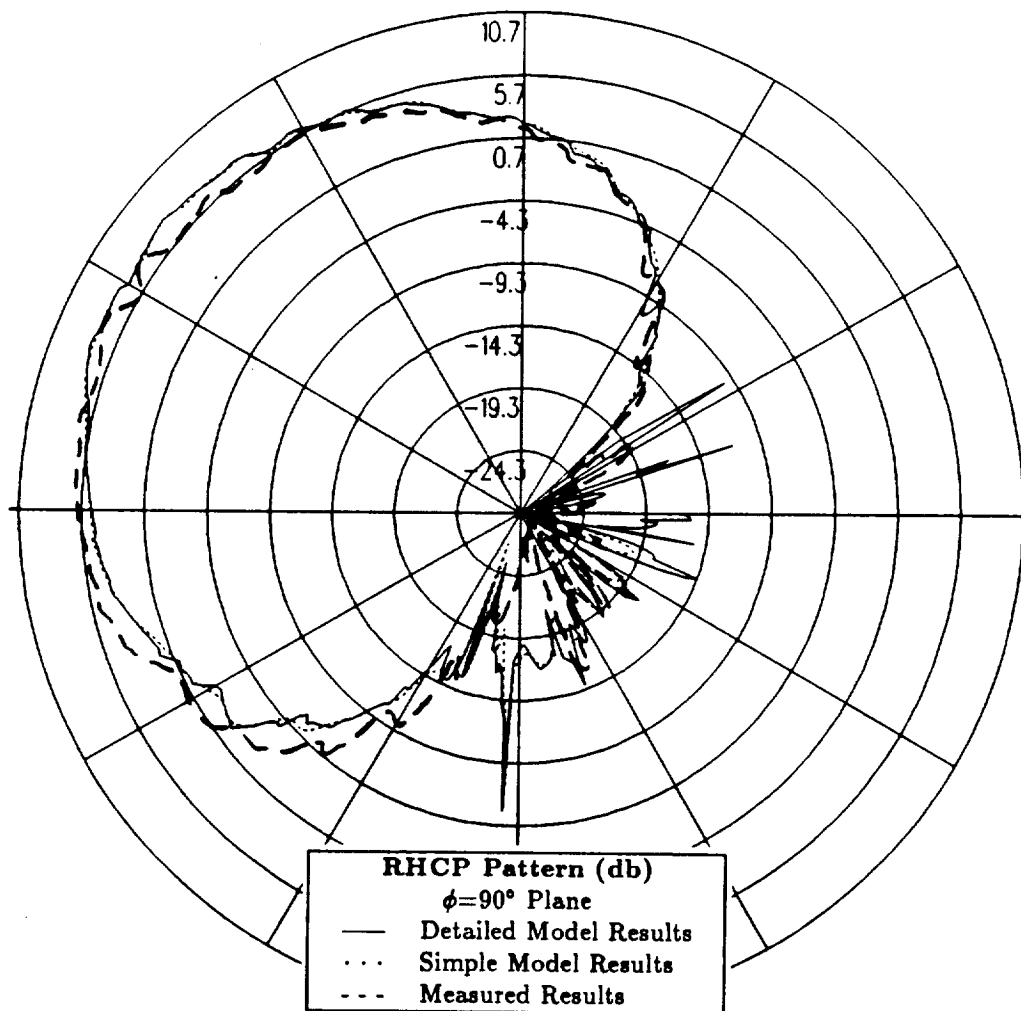 10.7
5.7
0.7
-4.3
-9.3
-14.3
-19.3
-24.3
RHCP Pattern (db)
ϕ=90° Plane
—— Detailed Model Results
··· Simple Model Results
--- Measured Results